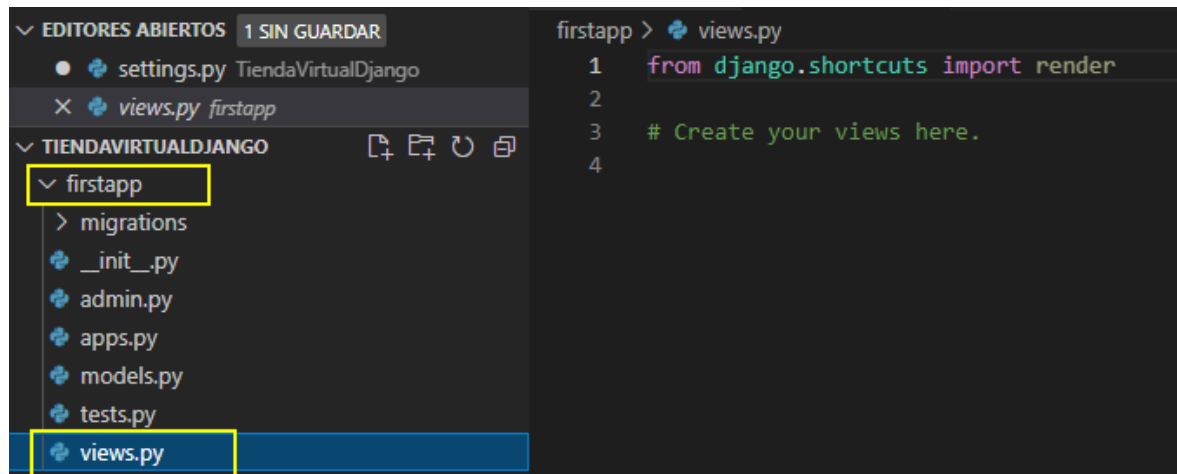 EDITORES ABIERTOS 1 SIN GUARDAR
settings.py TiendaVirtualDjango
views.py firstapp
TIENDAVIRTUALDJANGO
firstapp
migrations
__init__.py
admin.py
apps.py
models.py
tests.py
views.py
firstapp > views.py
1 from django.shortcuts import render
2
3 # Create your views here.
4